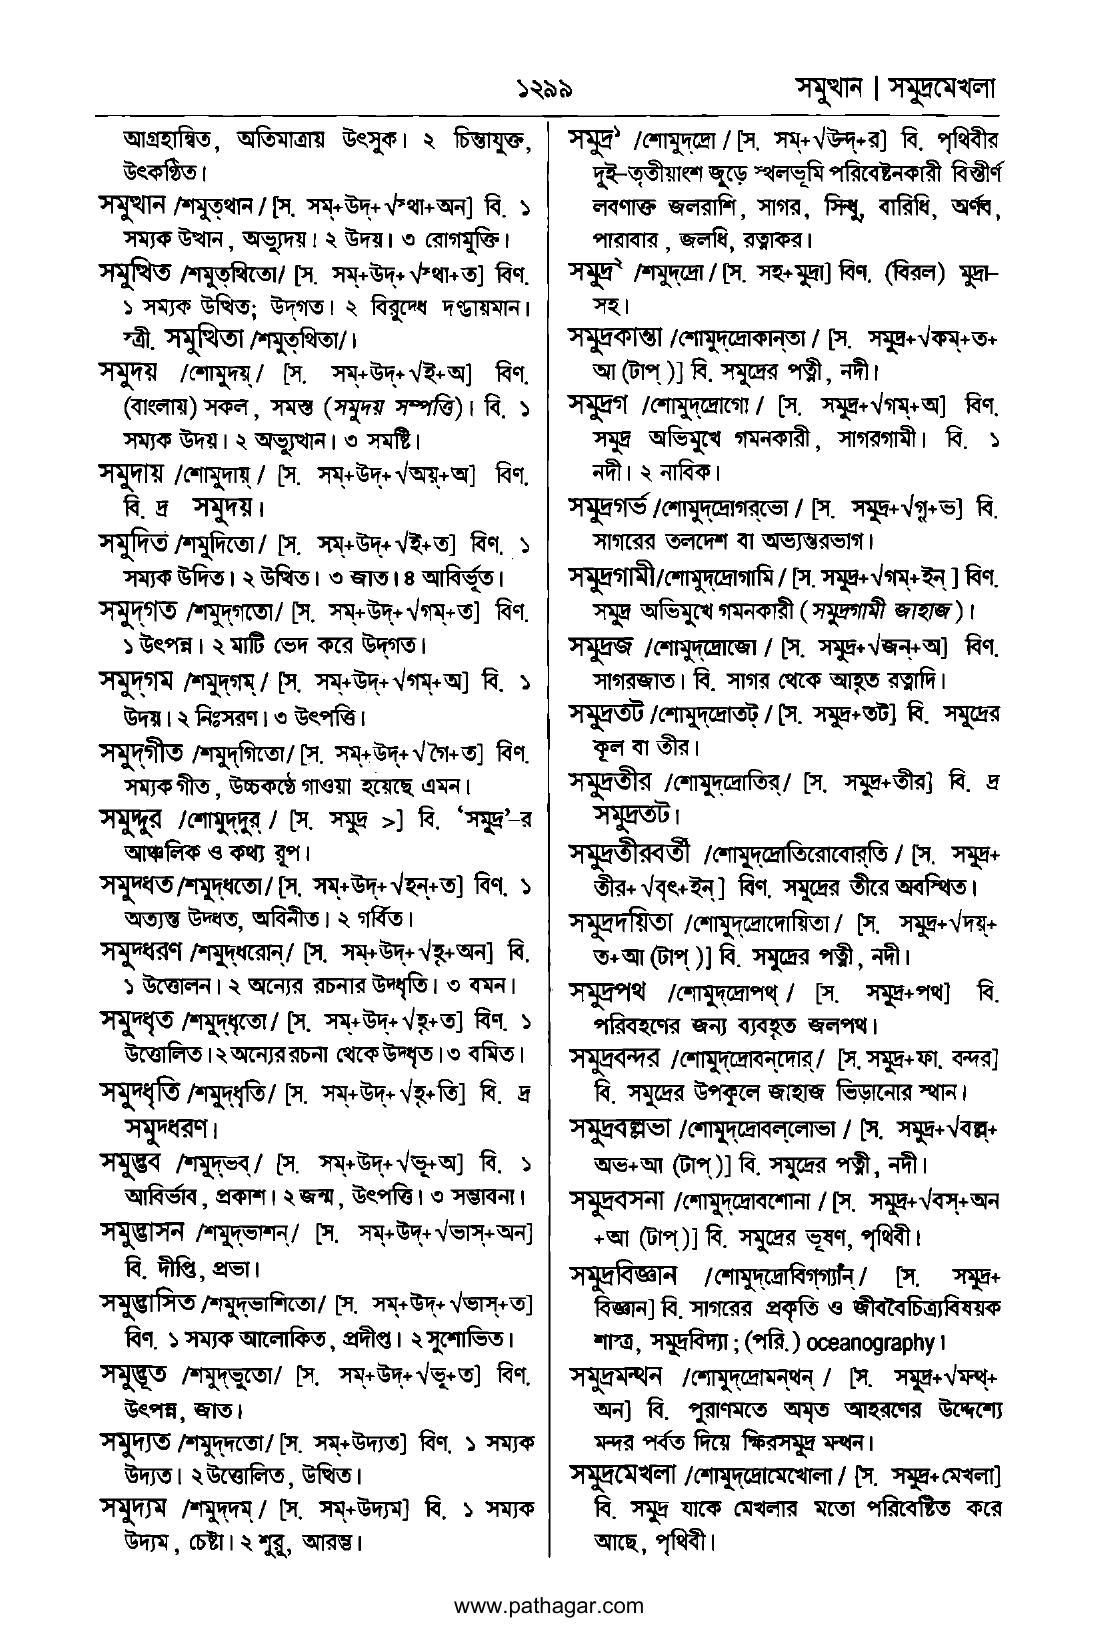 ১২৯৯
সমুত্থান | সমুদ্রমেখলা
আগ্রহান্বিত, অতিমাত্রায় উৎসুক। ২ চিন্তাযুক্ত,
উৎকণ্ঠিত।
সমুত্থান /শমুত্‌থান/ [স. সম্+উদ্+√স্থা+অন] বি. ১
সম্যক উত্থান, অভ্যুদয়। ২ উদয়। ৩ রোগমুক্তি।
সমুত্থিত /শমুত্‌থিতো/ [স. সম্+উদ্+√স্থা+ত] বিণ.
১ সম্যক উত্থিত; উদ্‌গত। ২ বিরুদ্ধে দণ্ডায়মান।
স্ত্রী. সমুত্থিতা /শমুত্‌থিতা/।
সমুদয় /শোমুদয়্/ [স. সম্+উদ্+√ই+অ] বিণ.
(বাংলায়) সকল, সমস্ত (সমুদয় সম্পত্তি)। বি. ১
সম্যক উদয়। ২ অভ্যুত্থান। ৩ সমষ্টি।
সমুদায় /শোমুদায়্/ [স. সম্+উদ্+√অয়্+অ] বিণ.
বি. দ্র সমুদয়।
সমুদিত /শমুদিতো/ [স. সম্+উদ্+√ই+ত] বিণ. ১
সম্যক উদিত। ২ উত্থিত। ৩ জাত। ৪ আবির্ভূত।
সমুদ্‌গত /শমুদ্‌গতো/ [স. সম্+উদ্+√গম্+ত] বিণ.
১ উৎপন্ন। ২ মাটি ভেদ করে উদ্‌গত।
সমুদ্‌গম /শমুদ্‌গম্/ [স. সম্+উদ্+√গম্+অ] বি. ১
উদয়। ২ নিঃসরণ। ৩ উৎপত্তি।
সমুদ্‌গীত /শমুদ্‌গিতো/ [স. সম্+উদ্+√গৈ+ত] বিণ.
সম্যক গীত, উচ্চকণ্ঠে গাওয়া হয়েছে এমন।
সমুদ্দুর /শোমুদ্‌দুর্/ [স. সমুদ্র >] বি. ‘সমুদ্র’-র
আঞ্চলিক ও কথ্য রূপ।
সমুদ্ধত /শমুদ্‌ধতো/ [স. সম্+উদ্+√হন্+ত] বিণ. ১
অত্যন্ত উদ্ধত, অবিনীত। ২ গর্বিত।
সমুদ্ধরণ /শমুদ্‌ধরোন্/ [স. সম্+উদ্+√হৃ+অন] বি.
১ উত্তোলন। ২ অন্যের রচনার উদ্ধৃতি। ৩ বমন।
সমুদ্ধৃত /শমুদ্‌ধৃতো/ [স. সম্+উদ্+√হৃ+ত] বিণ. ১
উত্তোলিত। ২ অন্যের রচনা থেকে উদ্ধৃত। ৩ বমিত।
সমুদ্ধৃতি /শমুদ্‌ধৃতি/ [স. সম্+উদ্+√হৃ+তি] বি. দ্র
সমুদ্ধরণ।
সমুদ্ভব /শমুদ্‌ভব্/ [স. সম্+উদ্+√ভূ+অ] বি. ১
আবির্ভাব, প্রকাশ। ২ জন্ম, উৎপত্তি। ৩ সম্ভাবনা।
সমুদ্ভাসন /শমুদ্‌ভাশন্/ [স. সম্+উদ্+√ভাস্+অন]
বি. দীপ্তি, প্রভা।
সমুদ্ভাসিত /শমুদ্‌ভাশিতো/ [স. সম্+উদ্+√ভাস্+ত]
বিণ. ১ সম্যক আলোকিত, প্রদীপ্ত। ২ সুশোভিত।
সমুদ্ভূত /শমুদ্‌ভুতো/ [স. সম্+উদ্+√ভূ+ত] বিণ.
উৎপন্ন, জাত।
সমুদ্যত /শমুদ্‌দতো/ [স. সম্+উদ্যত] বিণ. ১ সম্যক
উদ্যত। ২ উত্তোলিত, উত্থিত।
সমুদ্যম /শমুদ্‌দম্/ [স. সম্+উদ্যম] বি. ১ সম্যক
উদ্যম, চেষ্টা। ২ শুরু, আরম্ভ।
সমুদ্র১ /শোমুদ্‌দ্রো/ [স. সম্+√উন্দ্+র] বি. পৃথিবীর
দুই-তৃতীয়াংশ জুড়ে স্থলভূমি পরিবেষ্টনকারী বিস্তীর্ণ
লবণাক্ত জলরাশি, সাগর, সিন্ধু, বারিধি, অর্ণব,
পারাবার, জলধি, রত্নাকর।
সমুদ্র২ /শমুদ্‌দ্রো/ [স. সহ+মুদ্রা] বিণ. (বিরল) মুদ্রা-
সহ।
সমুদ্রকান্তা /শোমুদ্‌দ্রোকান্‌তা/ [স. সমুদ্র+√কম্+ত+
আ (টাপ্)] বি. সমুদ্রের পত্নী, নদী।
সমুদ্রগ /শোমুদ্‌দ্রোগো/ [স. সমুদ্র+√গম্+অ] বিণ.
সমুদ্র অভিমুখে গমনকারী, সাগরগামী। বি. ১
নদী। ২ নাবিক।
সমুদ্রগর্ভ /শোমুদ্‌দ্রোগর্‌ভো/ [স. সমুদ্র+√গৃ+ভ] বি.
সাগরের তলদেশ বা অভ্যন্তরভাগ।
সমুদ্রগামী /শোমুদ্‌দ্রোগামি/ [স. সমুদ্র+√গম্+ইন্] বিণ.
সমুদ্র অভিমুখে গমনকারী (সমুদ্রগামী জাহাজ)।
সমুদ্রজ /শোমুদ্‌দ্রোজো/ [স. সমুদ্র+√জন্+অ] বিণ.
সাগরজাত। বি. সাগর থেকে আহৃত রত্নাদি।
সমুদ্রতট /শোমুদ্‌দ্রোতট্/ [স. সমুদ্র+তট] বি. সমুদ্রের
কূল বা তীর।
সমুদ্রতীর /শোমুদ্‌দ্রোতির্/ [স. সমুদ্র+তীর] বি. দ্র
সমুদ্রতট।
সমুদ্রতীরবর্তী /শোমুদ্‌দ্রোতিরোবোর্‌তি/ [স. সমুদ্র+
তীর+√বৃৎ+ইন্] বিণ. সমুদ্রের তীরে অবস্থিত।
সমুদ্রদয়িতা /শোমুদ্‌দ্রোদোয়িতা/ [স. সমুদ্র+√দয়্+
ত+আ (টাপ্)] বি. সমুদ্রের পত্নী, নদী।
সমুদ্রপথ /শোমুদ্‌দ্রোপথ্/ [স. সমুদ্র+পথ] বি.
পরিবহণের জন্য ব্যবহৃত জলপথ।
সমুদ্রবন্দর /শোমুদ্‌দ্রোবন্‌দোর্/ [স. সমুদ্র+ফা. বন্দর]
বি. সমুদ্রের উপকূলে জাহাজ ভিড়ানোর স্থান।
সমুদ্রবল্লভা /শোমুদ্‌দ্রোবল্‌লোভা/ [স. সমুদ্র+√বল্ল্+
অভ+আ (টাপ্)] বি. সমুদ্রের পত্নী, নদী।
সমুদ্রবসনা /শোমুদ্‌দ্রোবশোনা/ [স. সমুদ্র+√বস্+অন
+আ (টাপ্)] বি. সমুদ্রের ভূষণ, পৃথিবী।
সমুদ্রবিজ্ঞান /শোমুদ্‌দ্রোবিগ্‌গ্যাঁন্/ [স. সমুদ্র+
বিজ্ঞান] বি. সাগরের প্রকৃতি ও জীববৈচিত্র্যবিষয়ক
শাস্ত্র, সমুদ্রবিদ্যা; (পরি.) oceanography।
সমুদ্রমন্থন /শোমুদ্‌দ্রোমন্‌থন্/ [স. সমুদ্র+√মন্থ্+
অন] বি. পুরাণমতে অমৃত আহরণের উদ্দেশ্যে
মন্দর পর্বত দিয়ে ক্ষিরসমুদ্র মন্থন।
সমুদ্রমেখলা /শোমুদ্‌দ্রোমেখোলা/ [স. সমুদ্র+মেখলা]
বি. সমুদ্র যাকে মেখলার মতো পরিবেষ্টিত করে
আছে, পৃথিবী।
www.pathagar.com